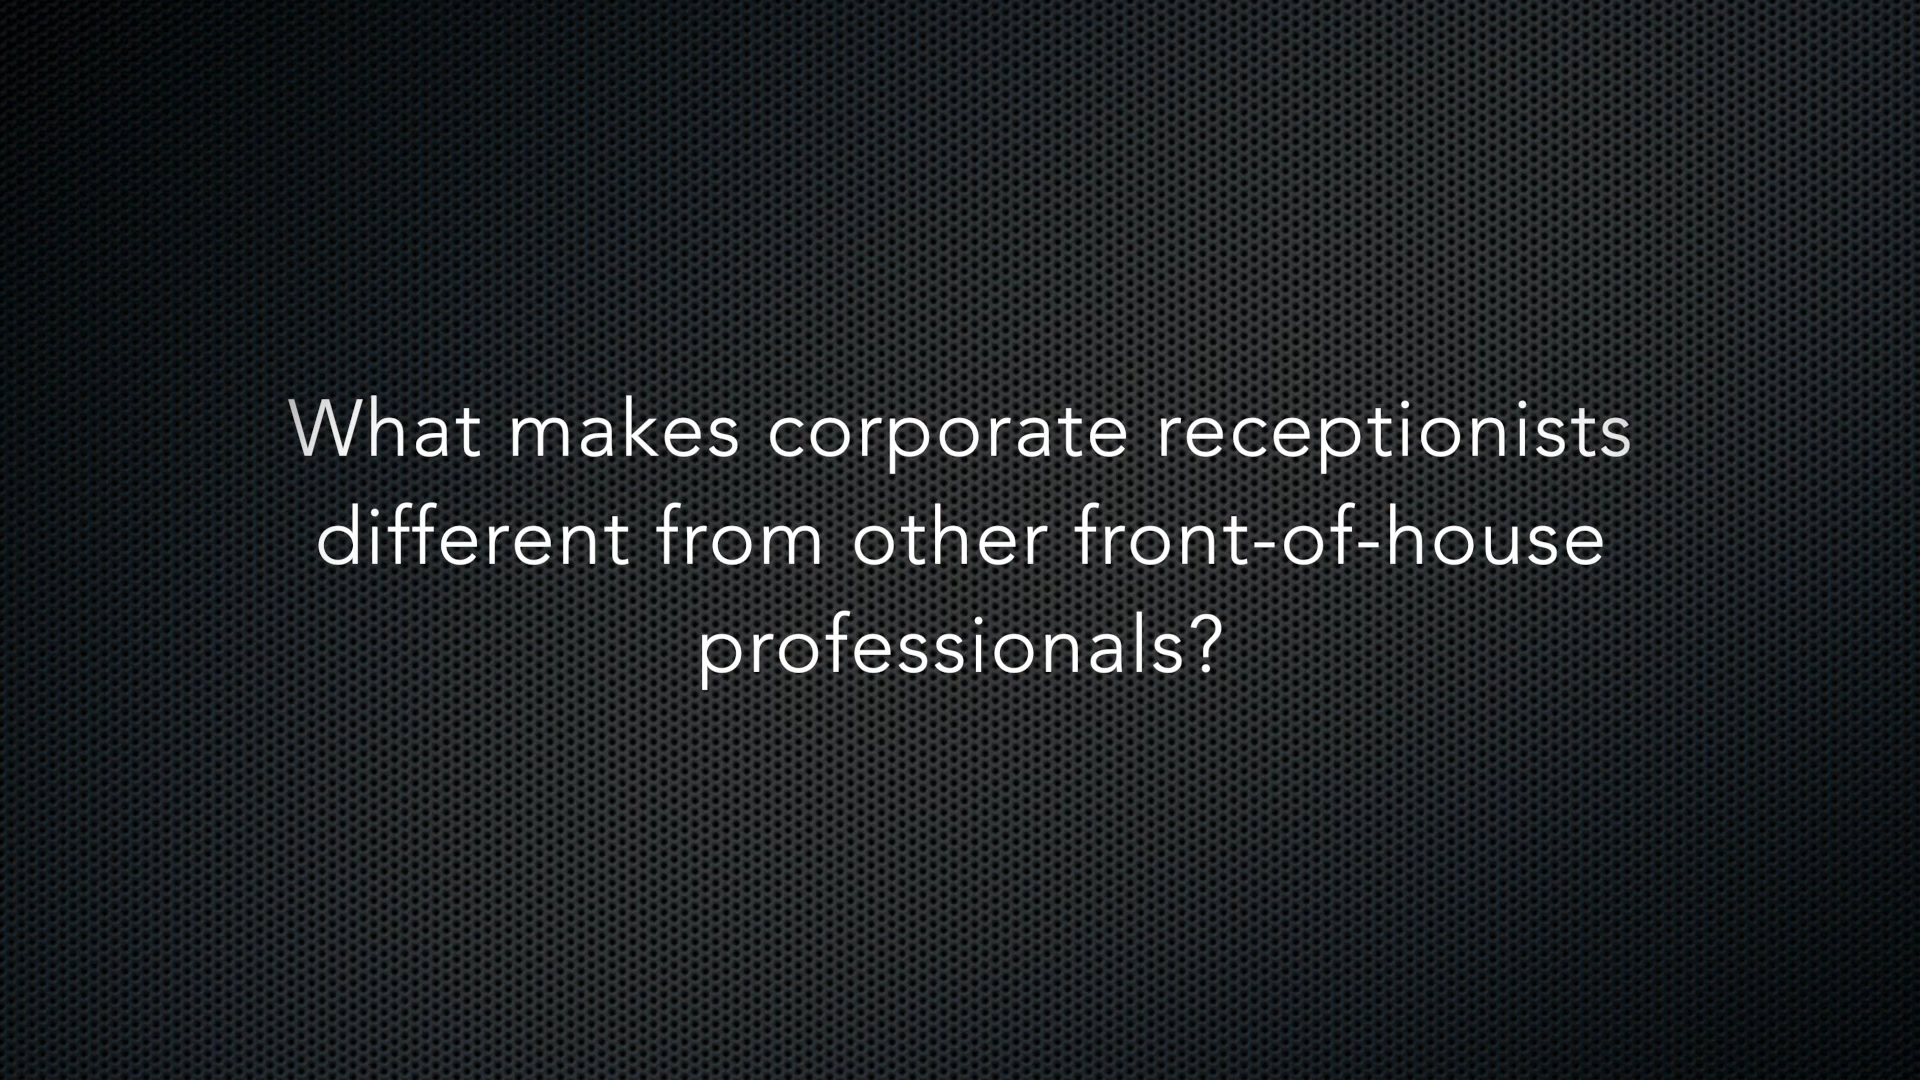 What makes corporate receptionists
different from other front-of-house
professionals?